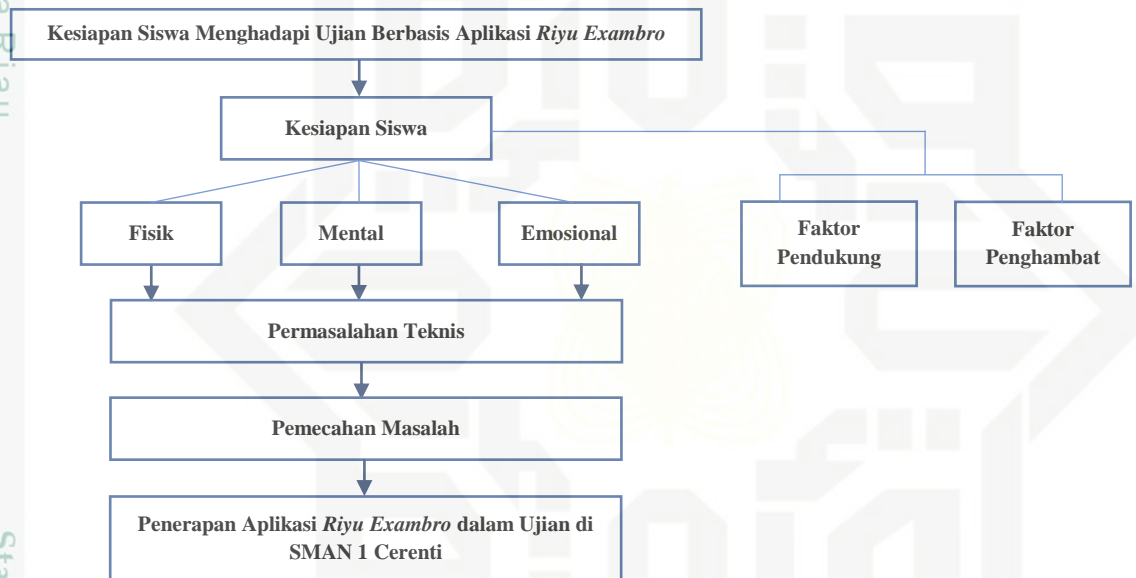 Kesiapan Siswa Menghadapi Ujian Berbasis Aplikasi Riyu Exambro
Kesiapan Siswa
Fisik
Mental
Emosional
Faktor
Pendukung
Faktor
Penghambat
Permasalahan Teknis
Pemecahan Masalah
Penerapan Aplikasi Riyu Exambro dalam Ujian di
SMAN 1 Cerenti